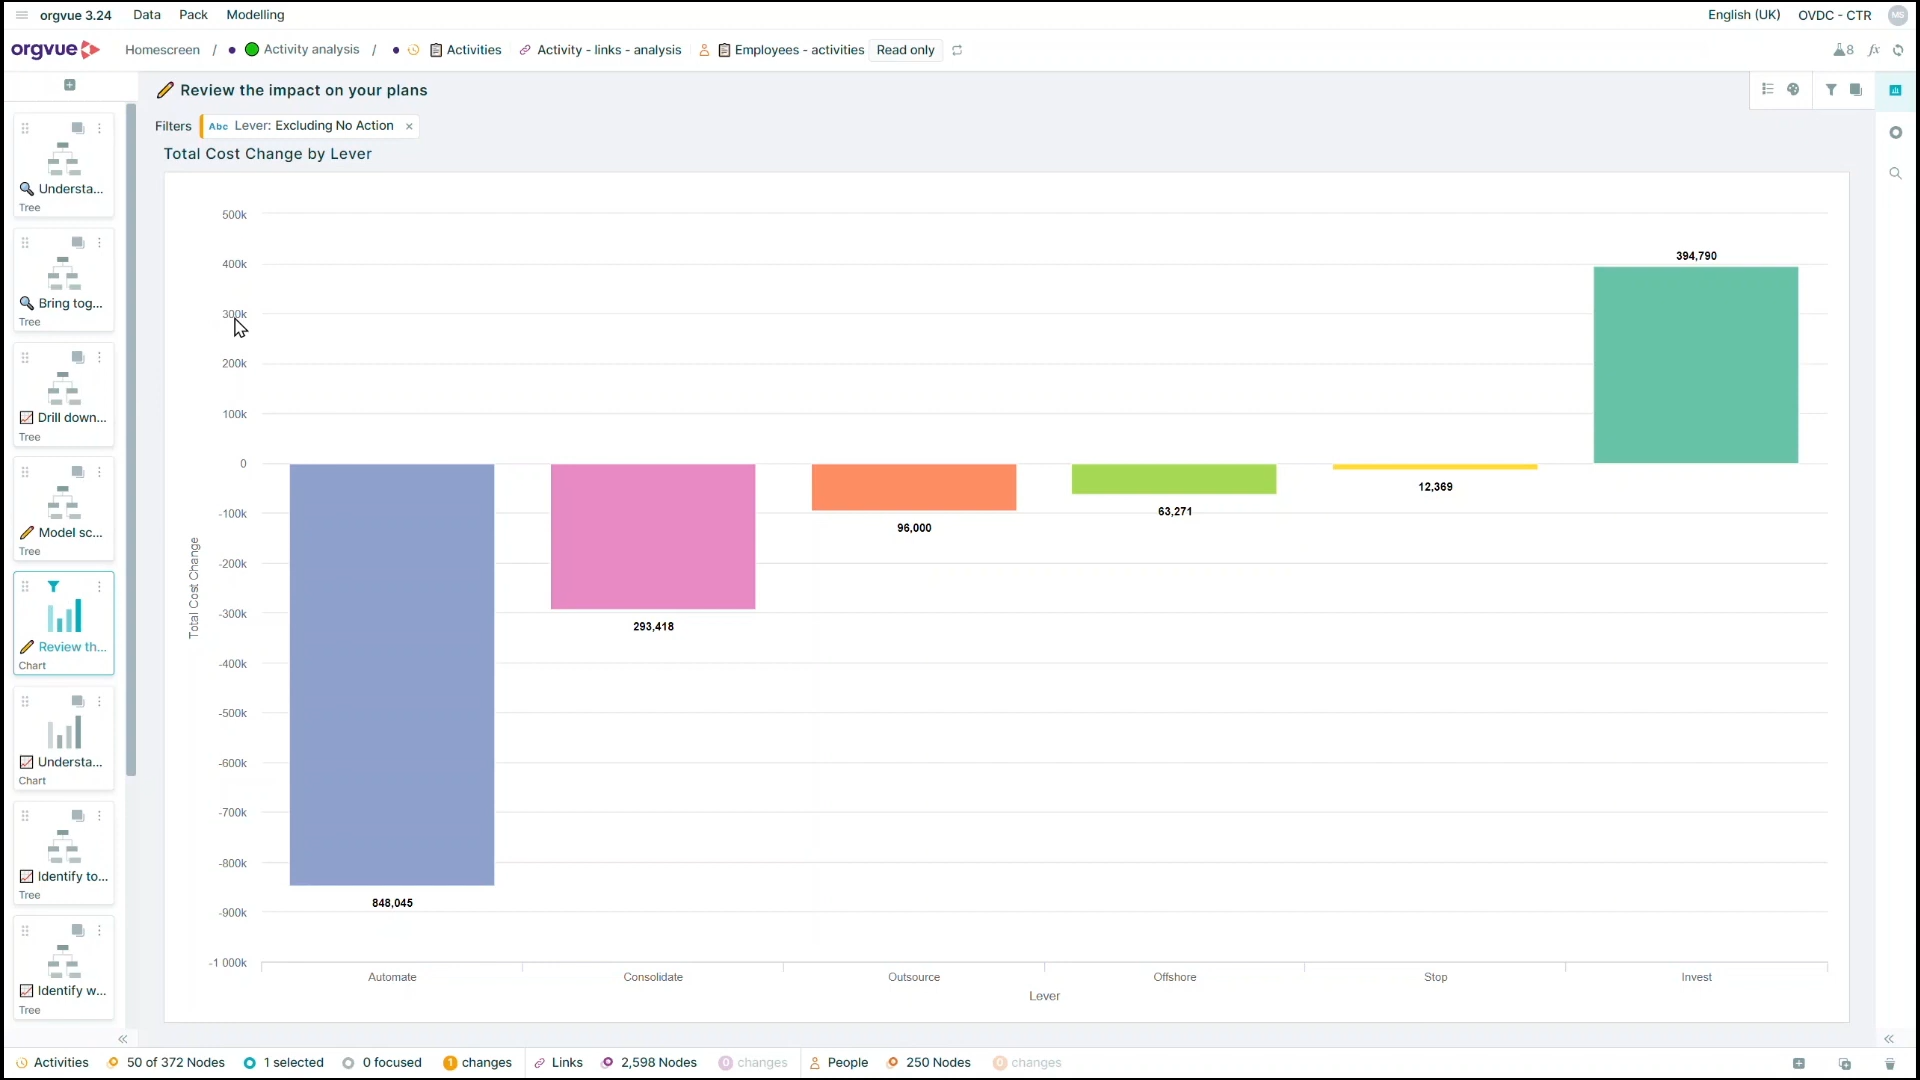 orgvue 3.24 Data Pack Modelling English (UK) OVDC - CTR MS
orgvue Homescreen / Activity analysis / Activities Activity - links - analysis Employees - activities Read only 8 fx
Review the impact on your plans
Filters Abc Lever: Excluding No Action ×
Total Cost Change by Lever
Understa...
Tree
Bring tog...
Tree
Drill down...
Tree
Model sc...
Tree
Review th...
Chart
Understa...
Chart
Identify to...
Tree
Identify w...
Tree
500k
400k
300k
200k
100k
0
-100k
-200k
-300k
-400k
-500k
-600k
-700k
-800k
-900k
-1 000k
Total Cost Change
848,045
293,418
96,000
63,271
12,369
394,790
Automate Consolidate Outsource Offshore Stop Invest
Lever
Activities 50 of 372 Nodes 1 selected 0 focused 1 changes Links 2,598 Nodes 0 changes People 250 Nodes 0 changes